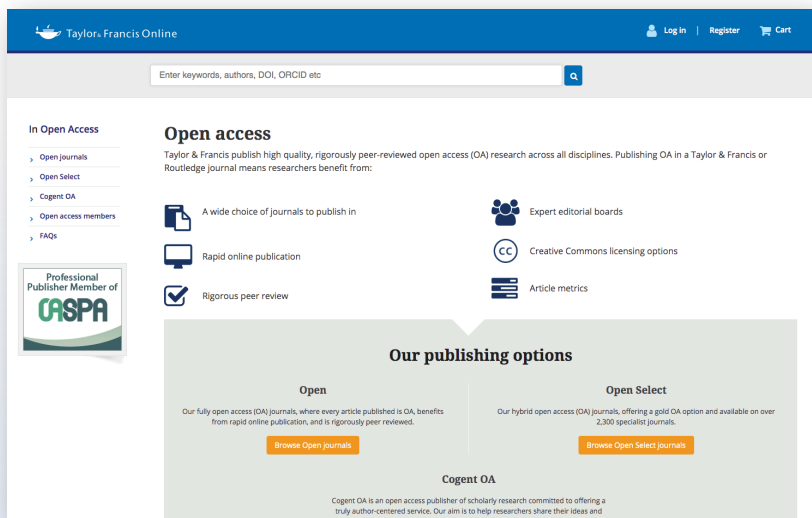 Taylor & Francis Online
Log in | Register Cart
Enter keywords, authors, DOI, ORCID etc
In Open Access
Open journals
Open Select
Cogent OA
Open access members
FAQs
Professional
Publisher Member of
OASPA
Open access
Taylor & Francis publish high quality, rigorously peer-reviewed open access (OA) research across all disciplines. Publishing OA in a Taylor & Francis or
Routledge journal means researchers benefit from:
A wide choice of journals to publish in
Rapid online publication
Rigorous peer review
Expert editorial boards
CC
Creative Commons licensing options
Article metrics
Our publishing options
Open
Our fully open access (OA) journals, where every article published is OA, benefits
from rapid online publication, and is rigorously peer reviewed.
Browse Open journals
Open Select
Our hybrid open access (OA) journals, offering a gold OA option and available on over
2,300 specialist journals.
Browse Open Select journals
Cogent OA
Cogent OA is an open access publisher of scholarly research committed to offering a
truly author-centered service. Our aim is to help researchers share their ideas and